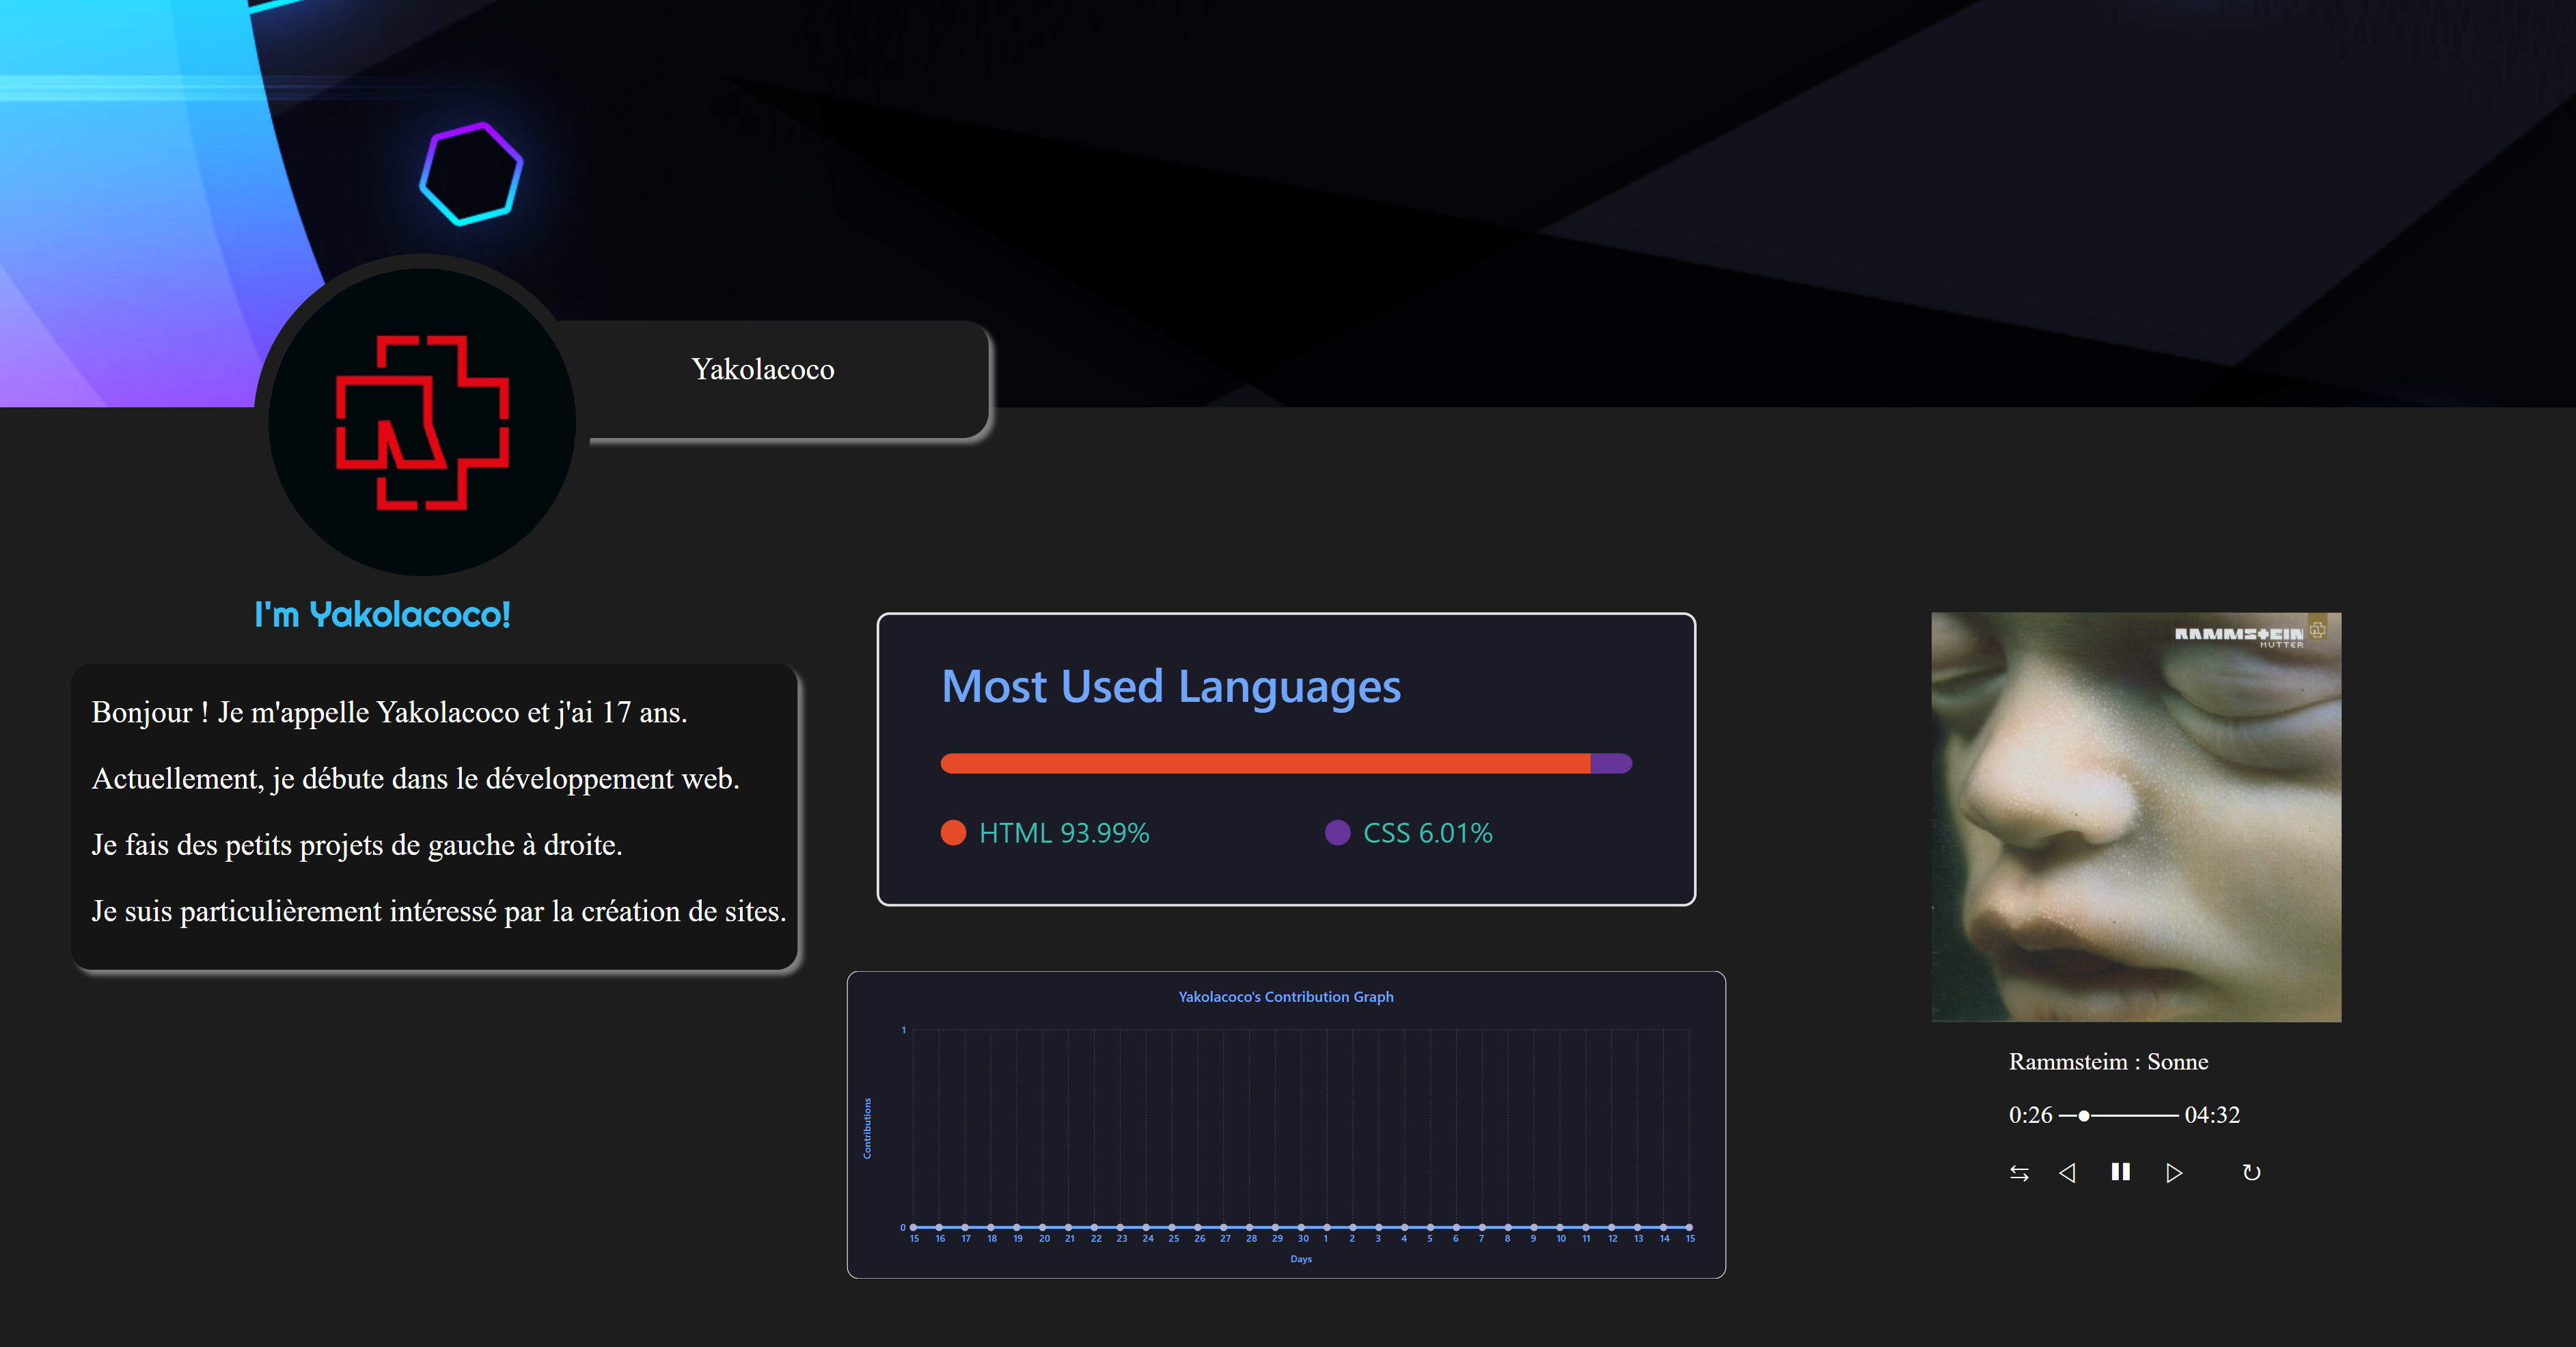 Yakolacoco
I'm Yakolacoco!
Bonjour ! Je m'appelle Yakolacoco et j'ai 17 ans.
Actuellement, je débute dans le développement web.
Je fais des petits projets de gauche à droite.
Je suis particulièrement intéressé par la création de sites.
Most Used Languages
HTML 93.99%
CSS 6.01%
Yakolacoco's Contribution Graph
1
Contributions
0
15 16 17 18 19 20 21 22 23 24 25 26 27 28 29 30 1 2 3 4 5 6 7 8 9 10 11 12 13 14 15
Days
RAMMSTEIN
MUTTER
Rammsteim : Sonne
0:26 04:32